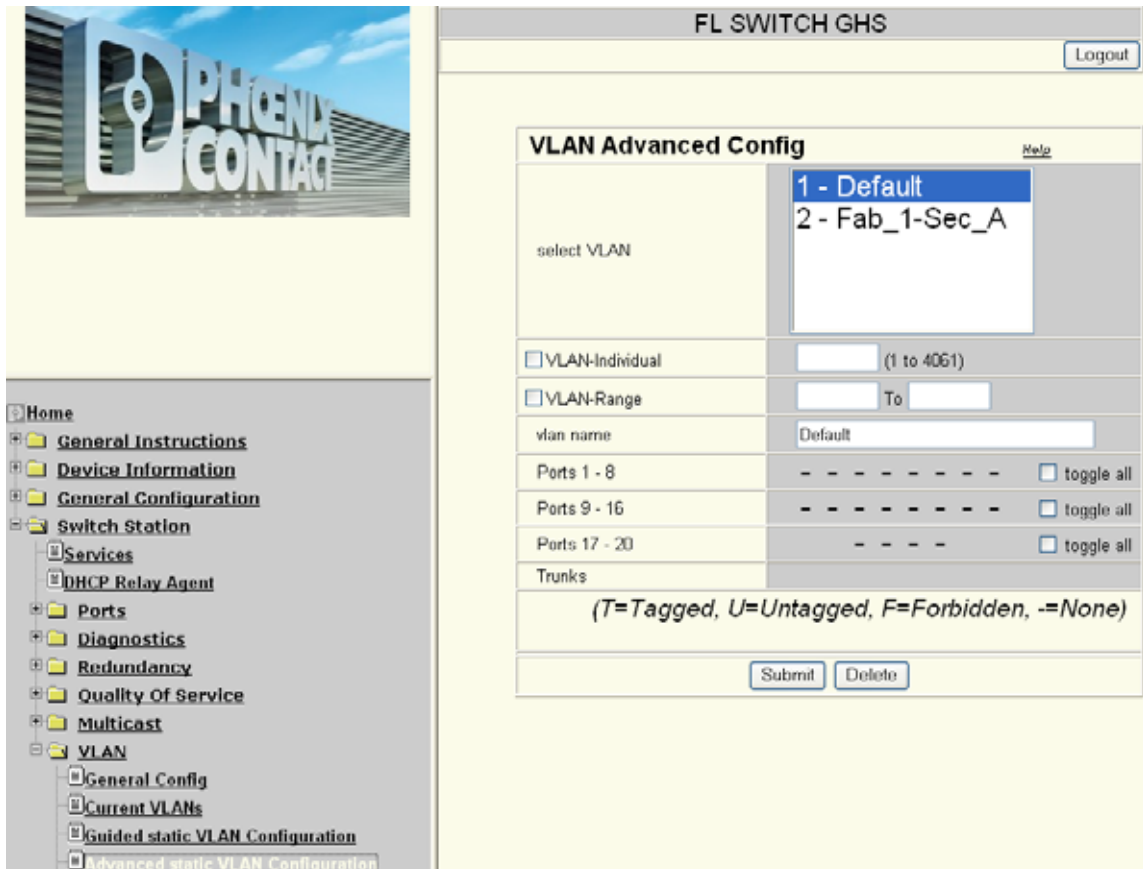 PHŒNIX
CONTACT
Home
General Instructions
Device Information
General Configuration
Switch Station
Services
DHCP Relay Agent
Ports
Diagnostics
Redundancy
Quality Of Service
Multicast
VLAN
General Config
Current VLANs
Guided static VLAN Configuration
Advanced static VLAN Configuration
FL SWITCH GHS
Logout
VLAN Advanced Config Help
select VLAN
1 - Default
2 - Fab_1-Sec_A
VLAN-Individual (1 to 4061)
VLAN-Range To
vlan name Default
Ports 1 - 8 - - - - - - - - toggle all
Ports 9 - 16 - - - - - - - - toggle all
Ports 17 - 20 - - - - toggle all
Trunks
(T=Tagged, U=Untagged, F=Forbidden, -=None)
Submit Delete